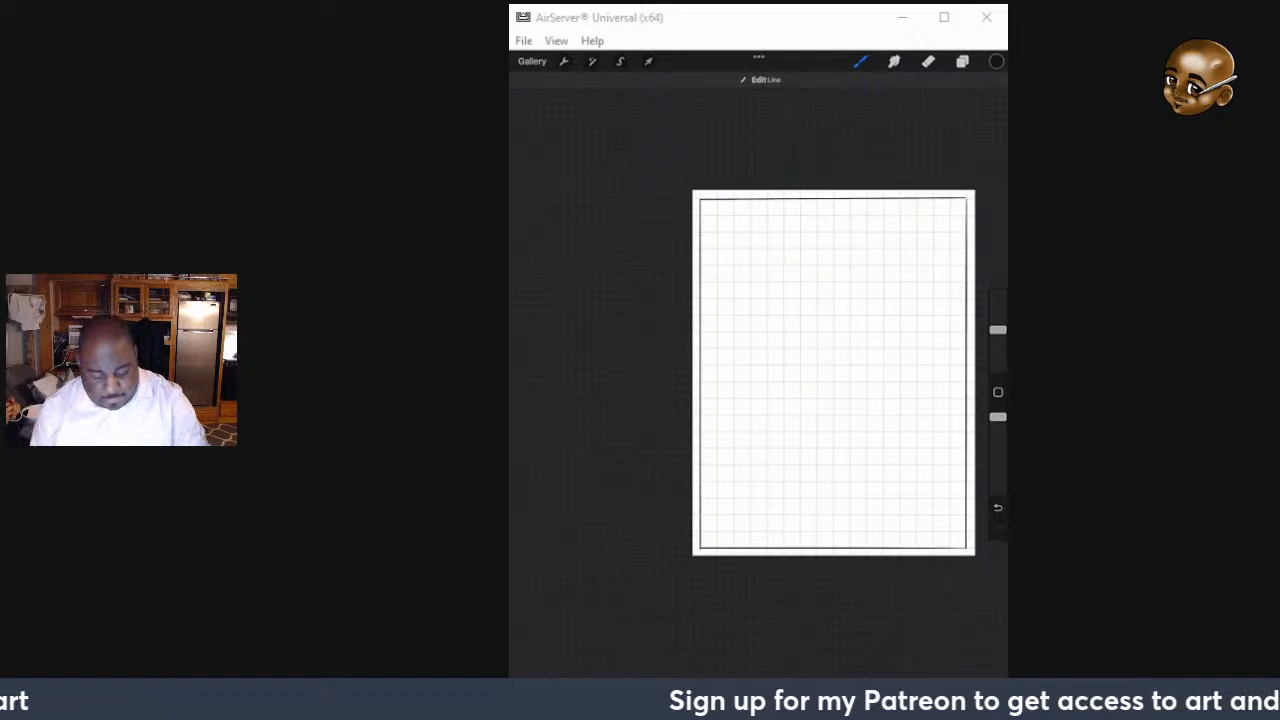 AirServer® Universal (x64)
File View Help
Gallery
Edit Line
art Sign up for my Patreon to get access to art and